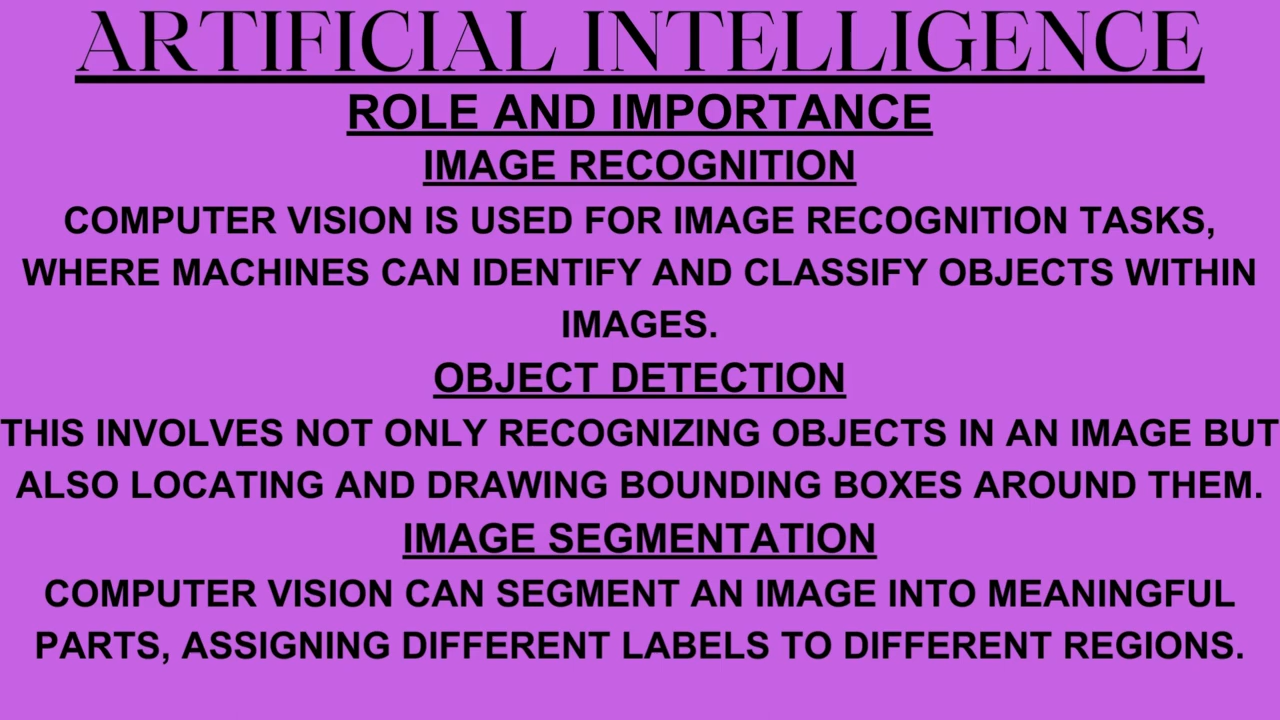 ARTIFICIAL INTELLIGENCE
ROLE AND IMPORTANCE
IMAGE RECOGNITION
COMPUTER VISION IS USED FOR IMAGE RECOGNITION TASKS,
WHERE MACHINES CAN IDENTIFY AND CLASSIFY OBJECTS WITHIN
IMAGES.
OBJECT DETECTION
THIS INVOLVES NOT ONLY RECOGNIZING OBJECTS IN AN IMAGE BUT
ALSO LOCATING AND DRAWING BOUNDING BOXES AROUND THEM.
IMAGE SEGMENTATION
COMPUTER VISION CAN SEGMENT AN IMAGE INTO MEANINGFUL
PARTS, ASSIGNING DIFFERENT LABELS TO DIFFERENT REGIONS.